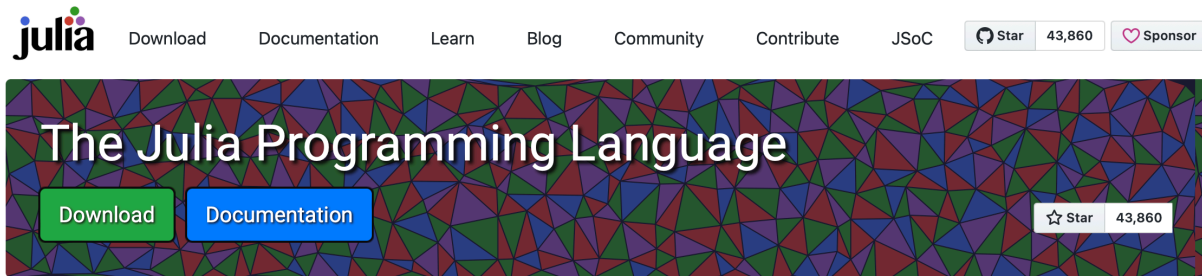 julia Download Documentation Learn Blog Community Contribute JSoC Star 43,860 Sponsor
The Julia Programming Language
Download Documentation Star 43,860